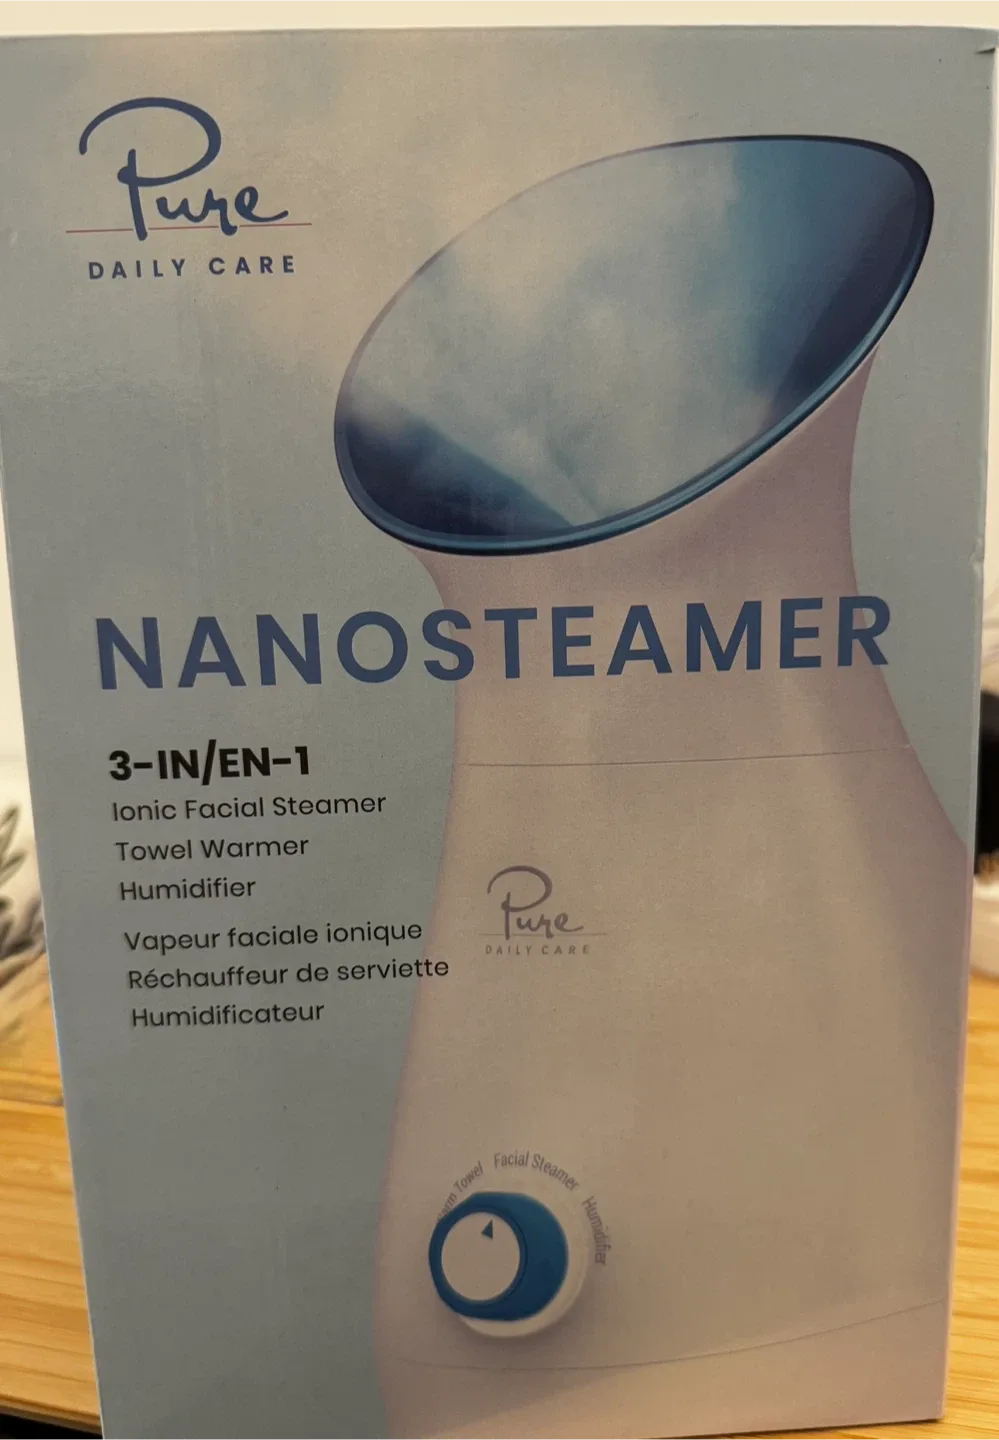 Pure
DAILY CARE
NANOSTEAMER
3-IN/EN-1
Ionic Facial Steamer
Towel Warmer
Humidifier
Vapeur faciale ionique
Réchauffeur de serviette
Humidificateur
Pure
DAILY CARE
Towel Facial Steamer Humidifier